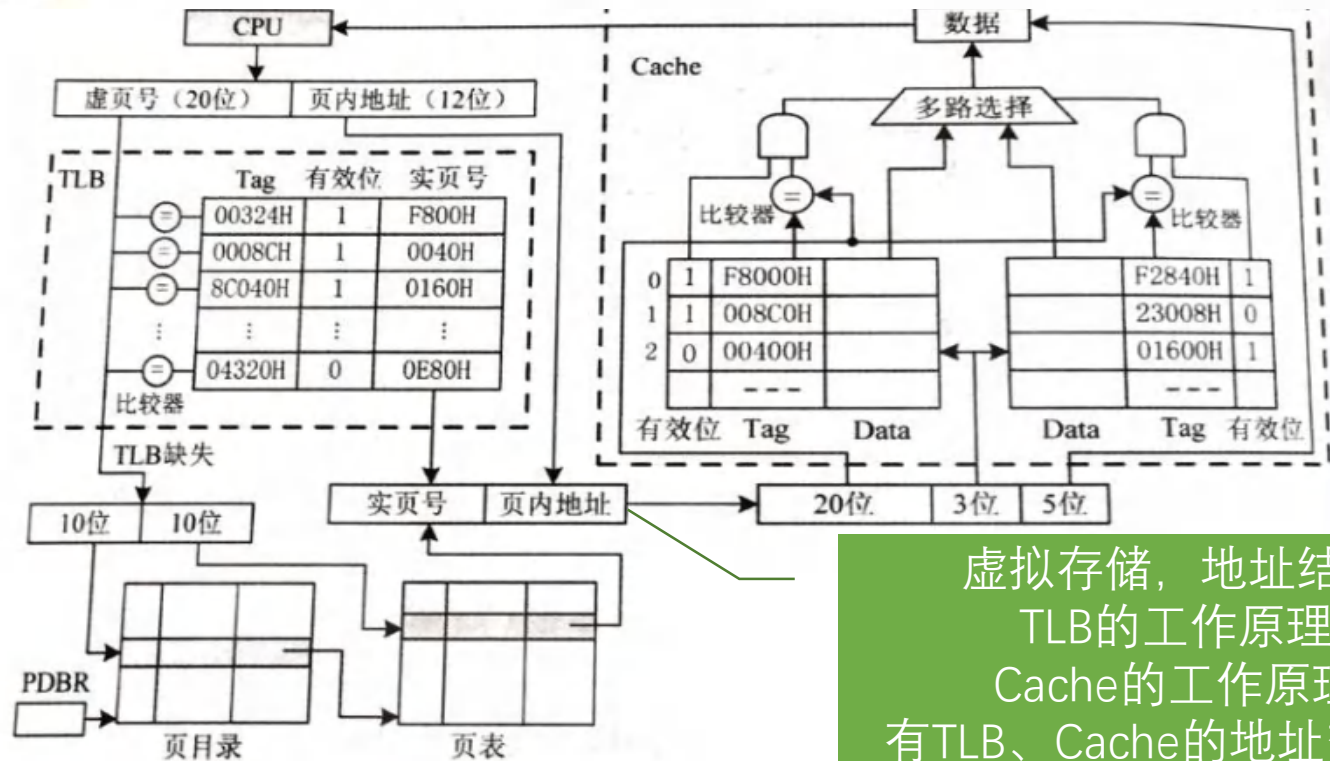 CPU
数据
Cache
虚页号（20位） 页内地址（12位）
多路选择
TLB
Tag 有效位 实页号
= 00324H 1 F800H
= 0008CH 1 0040H
= 8C040H 1 0160H
⋮ ⋮ ⋮ ⋮
= 04320H 0 0E80H
比较器
= 比较器
= 比较器
0 1 F8000H
1 1 008C0H
2 0 00400H
---
F2840H 1
23008H 0
01600H 1
---
有效位 Tag Data
Data Tag 有效位
TLB缺失
10位 10位
实页号 页内地址
20位 3位 5位
PDBR
页目录
页表
虚拟存储，地址结
TLB的工作原理
Cache的工作原理
有TLB、Cache的地址